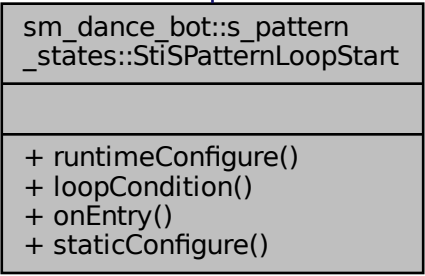 sm_dance_bot::s_pattern
_states::StiSPatternLoopStart
+ runtimeConfigure()
+ loopCondition()
+ onEntry()
+ staticConfigure()